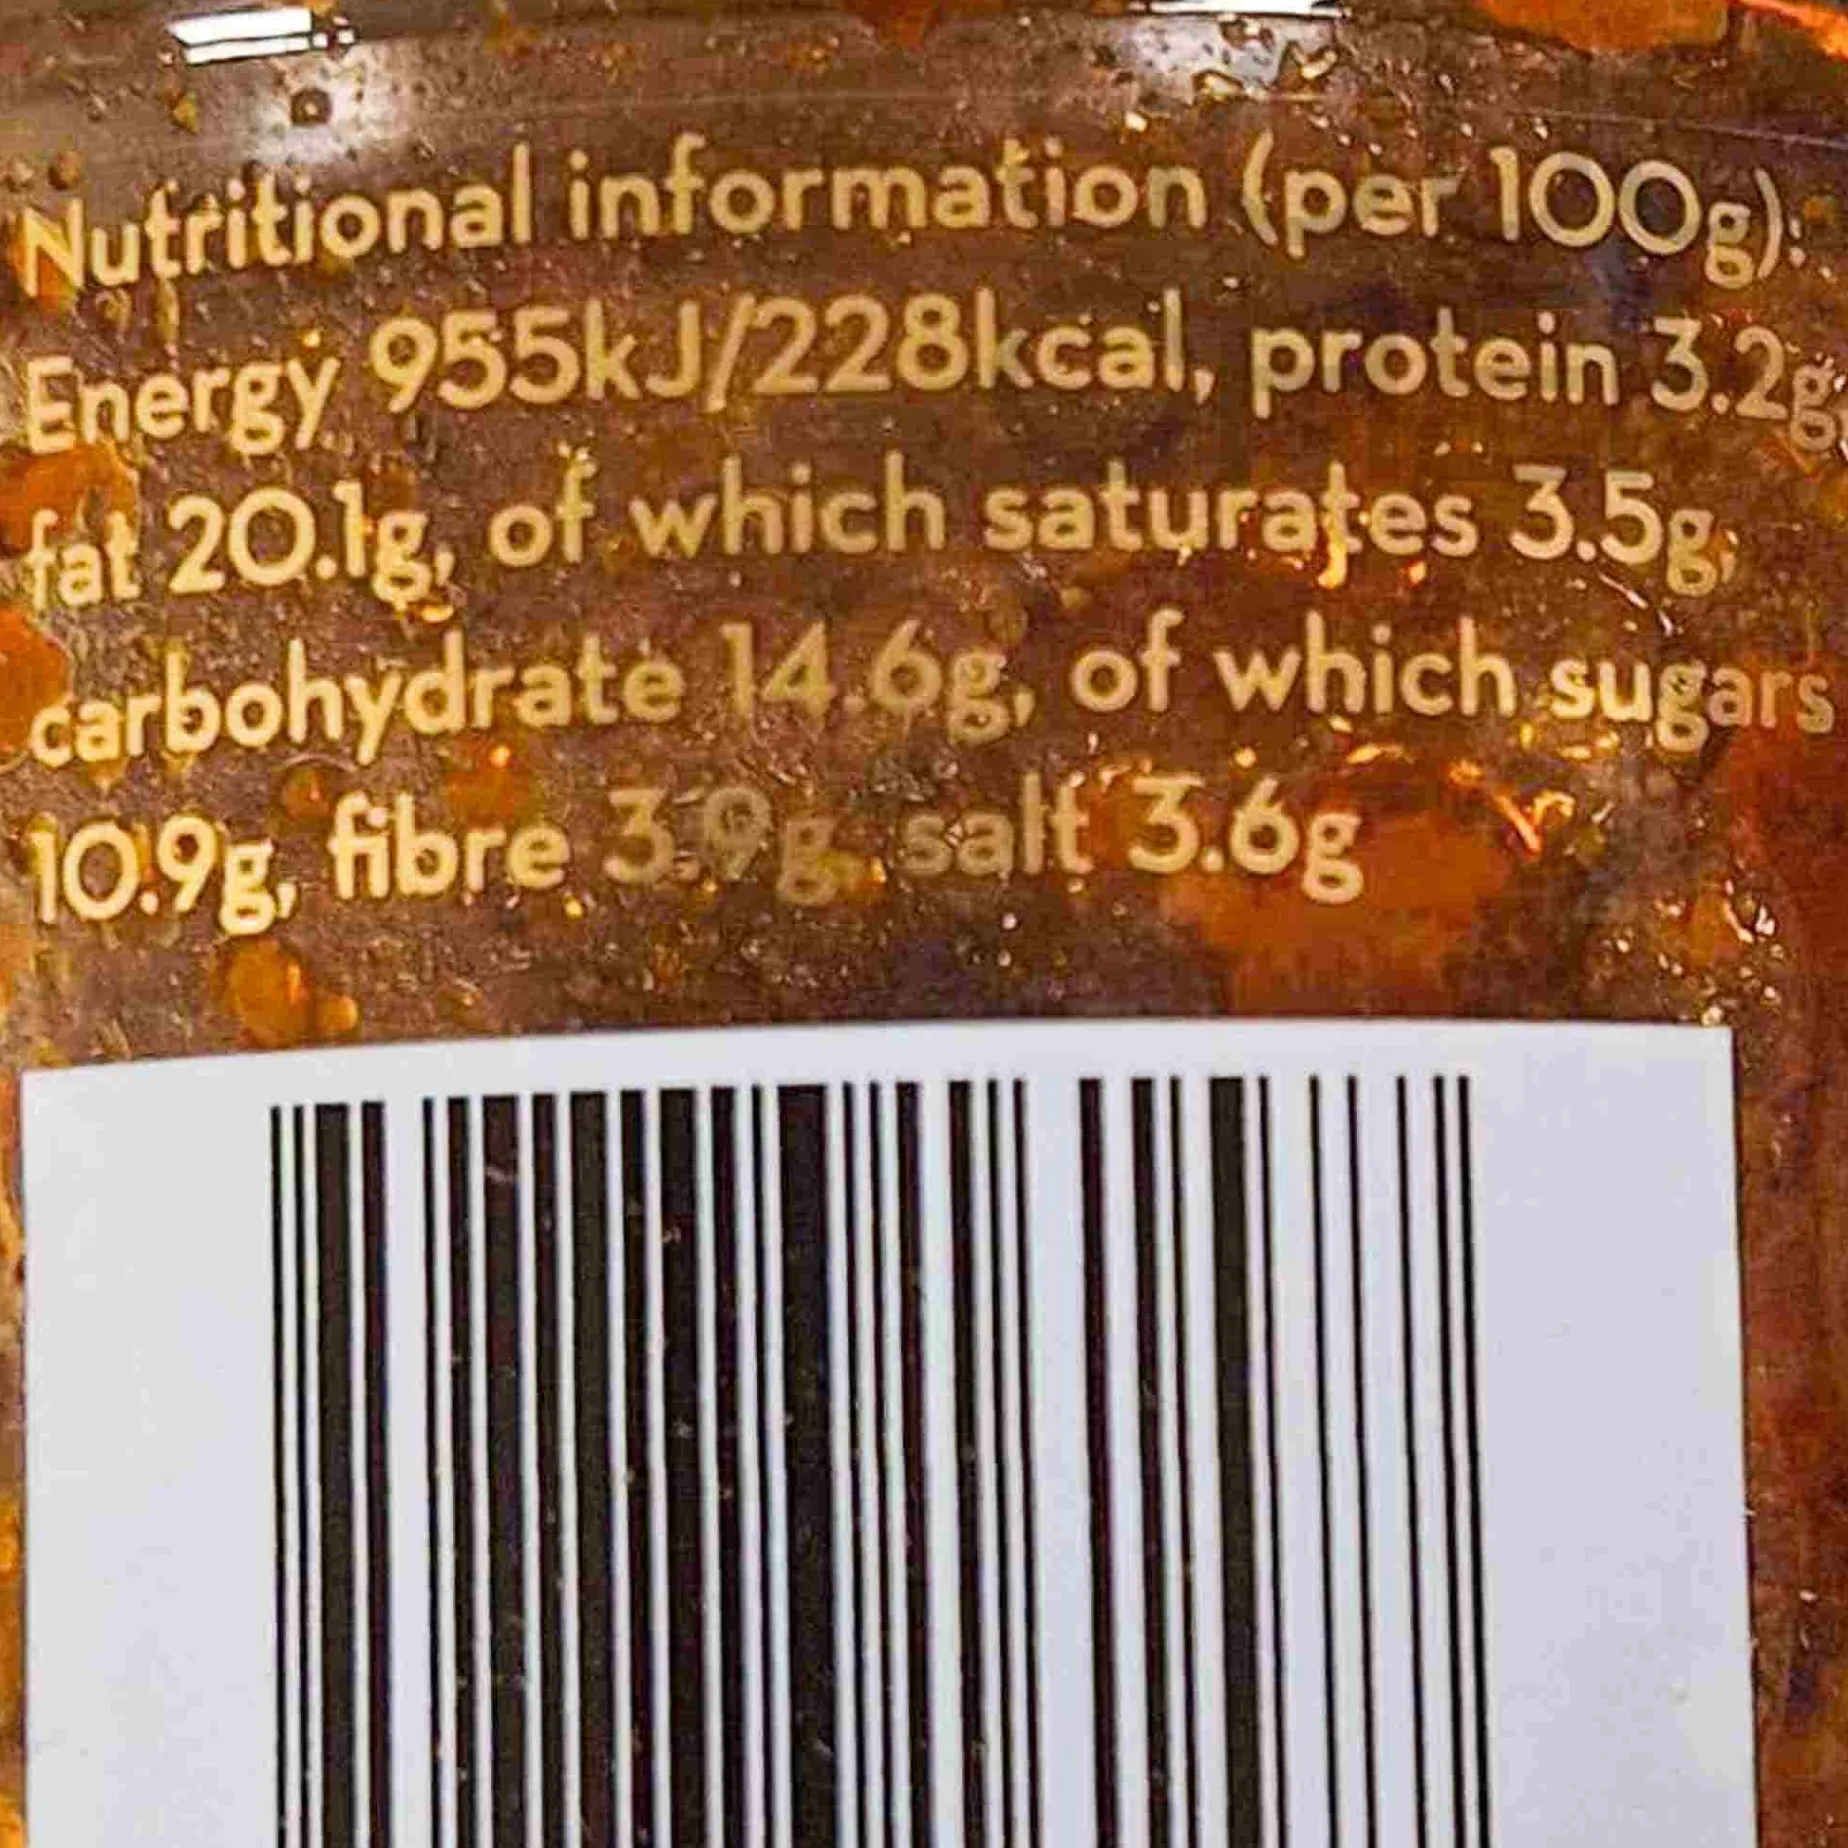 Nutritional information (per 100g):
Energy 955kJ/228kcal, protein 3.2g,
fat 20.1g, of which saturates 3.5g,
carbohydrate 14.6g, of which sugars
10.9g, fibre 3.9g, salt 3.6g